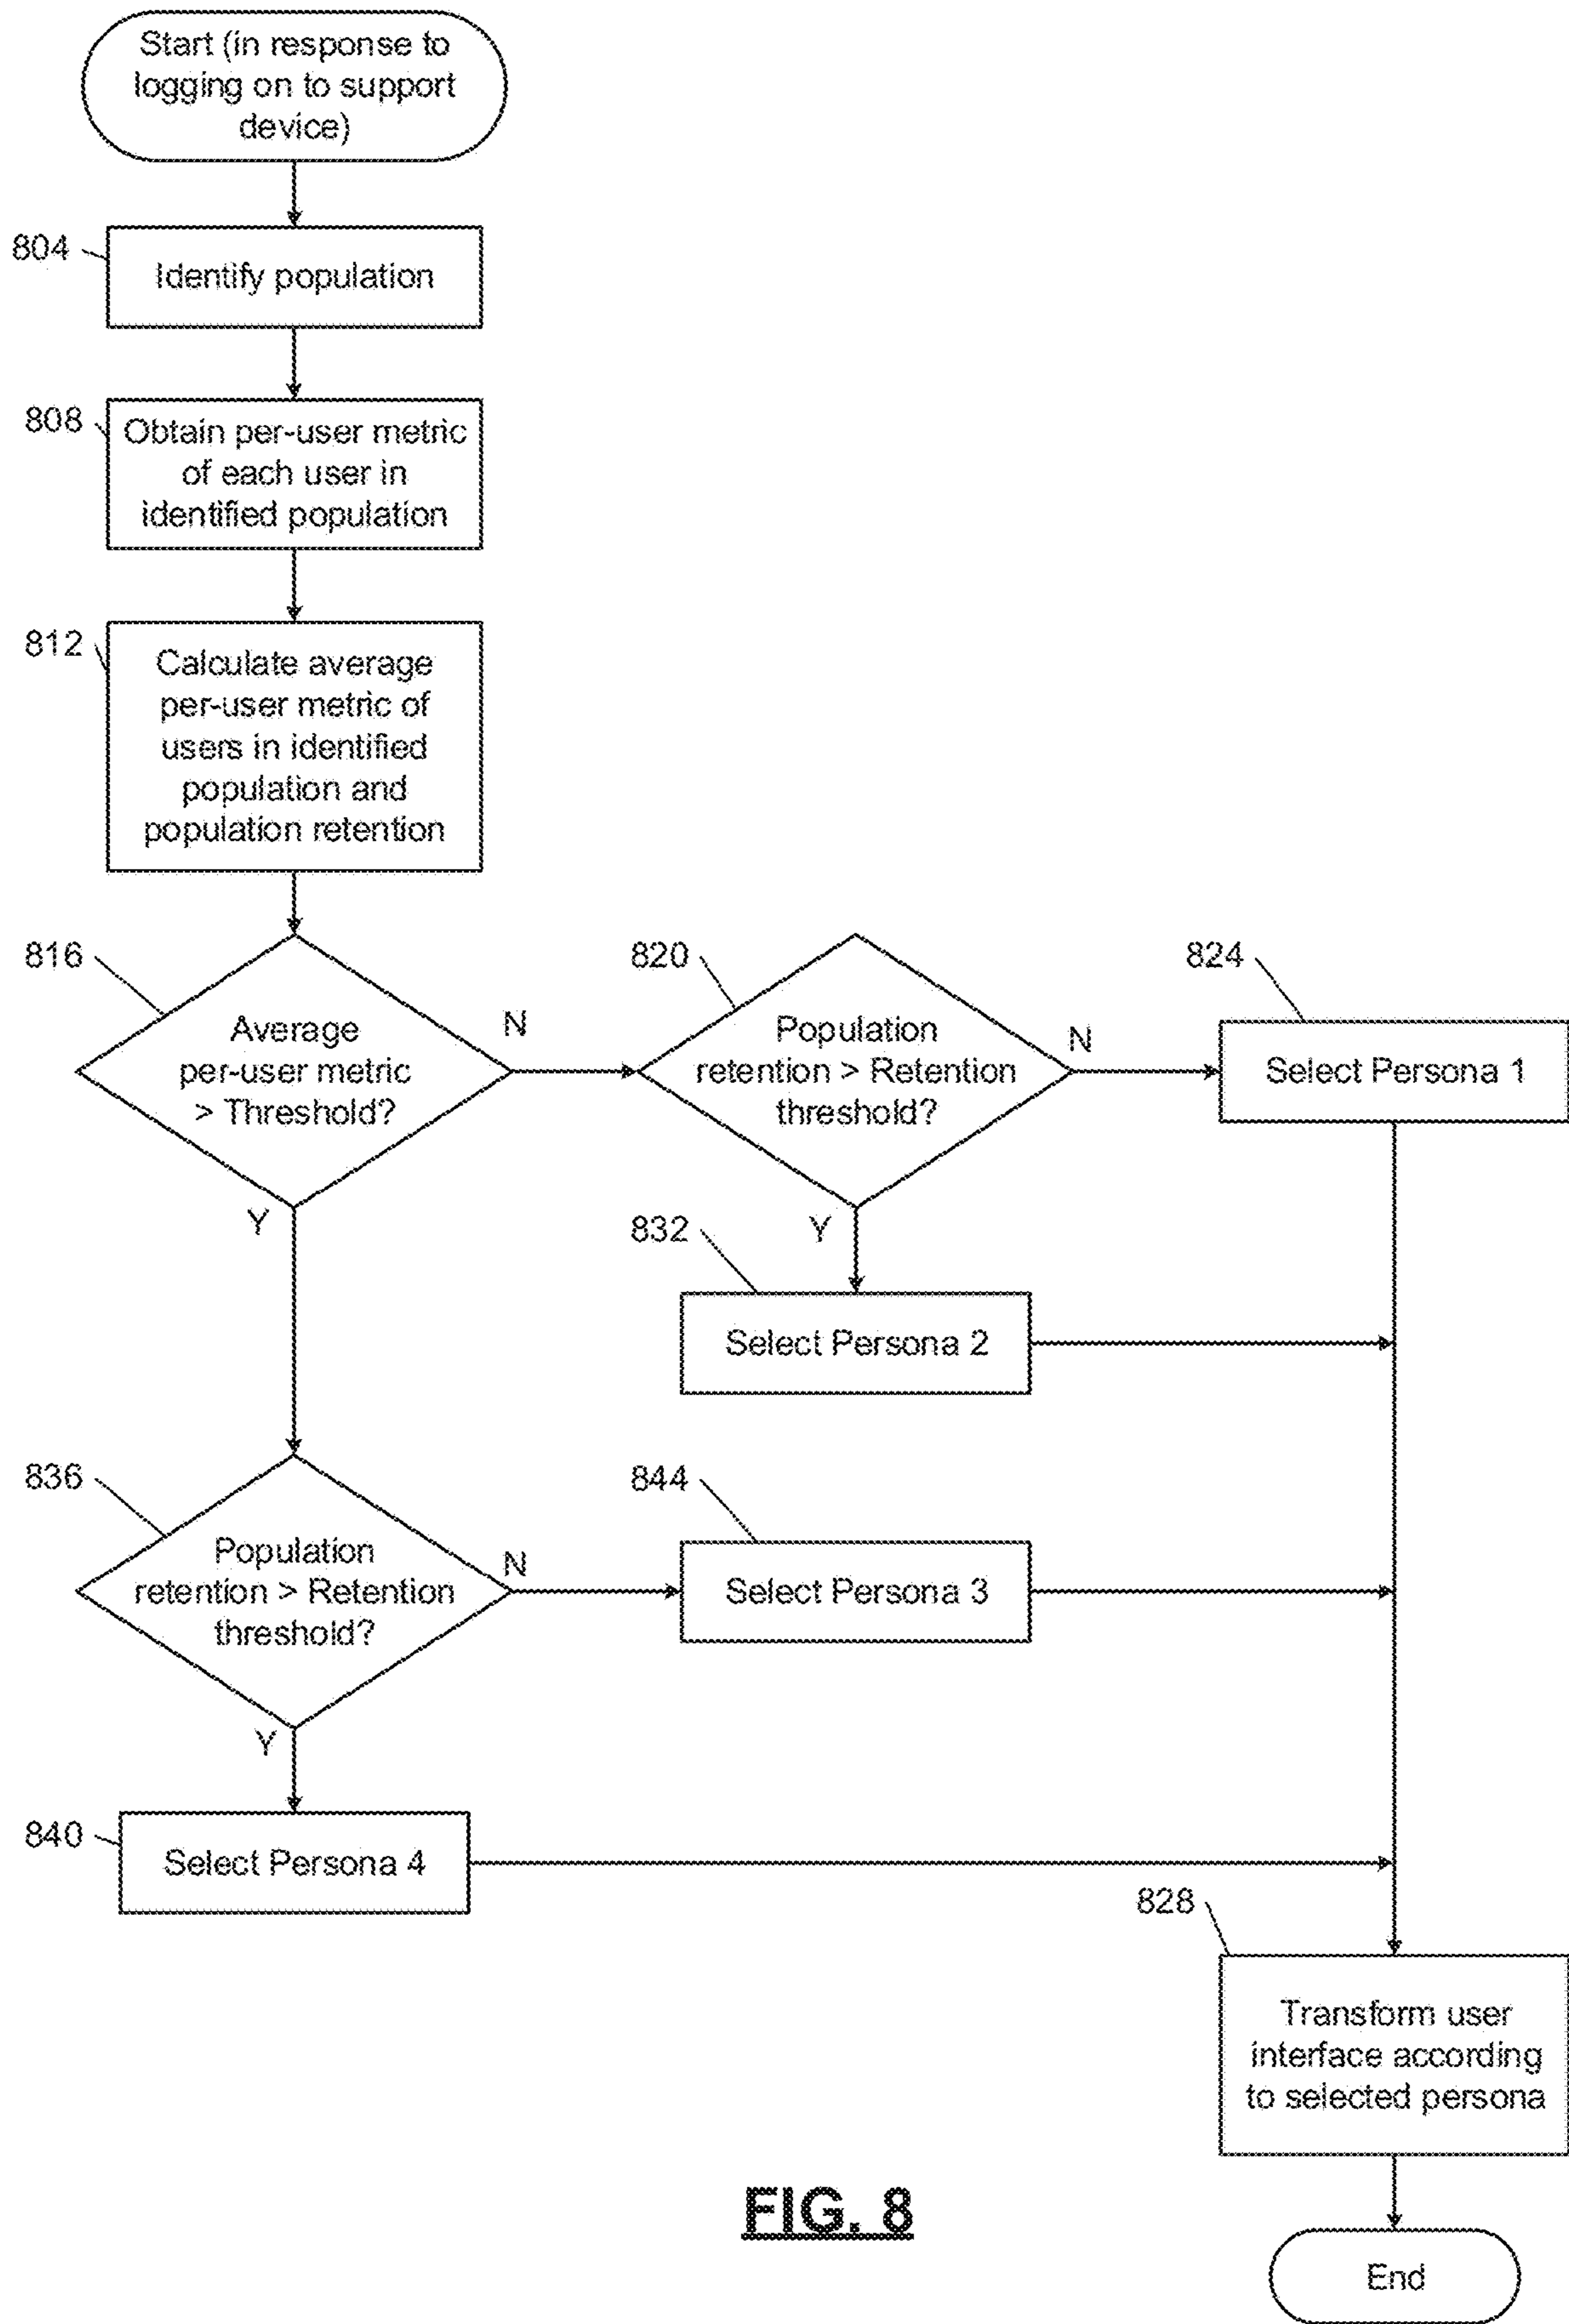 Start (in response to
logging on to support
device)
804
Identify population
808
Obtain per-user metric
of each user in
identified population
812
Calculate average
per-user metric of
users in identified
population and
population retention
816
Average
per-user metric
> Threshold?
N
Y
820
Population
retention > Retention
threshold?
N
Y
824
Select Persona 1
832
Select Persona 2
836
Population
retention > Retention
threshold?
N
Y
844
Select Persona 3
840
Select Persona 4
828
Transform user
interface according
to selected persona
End
FIG. 8